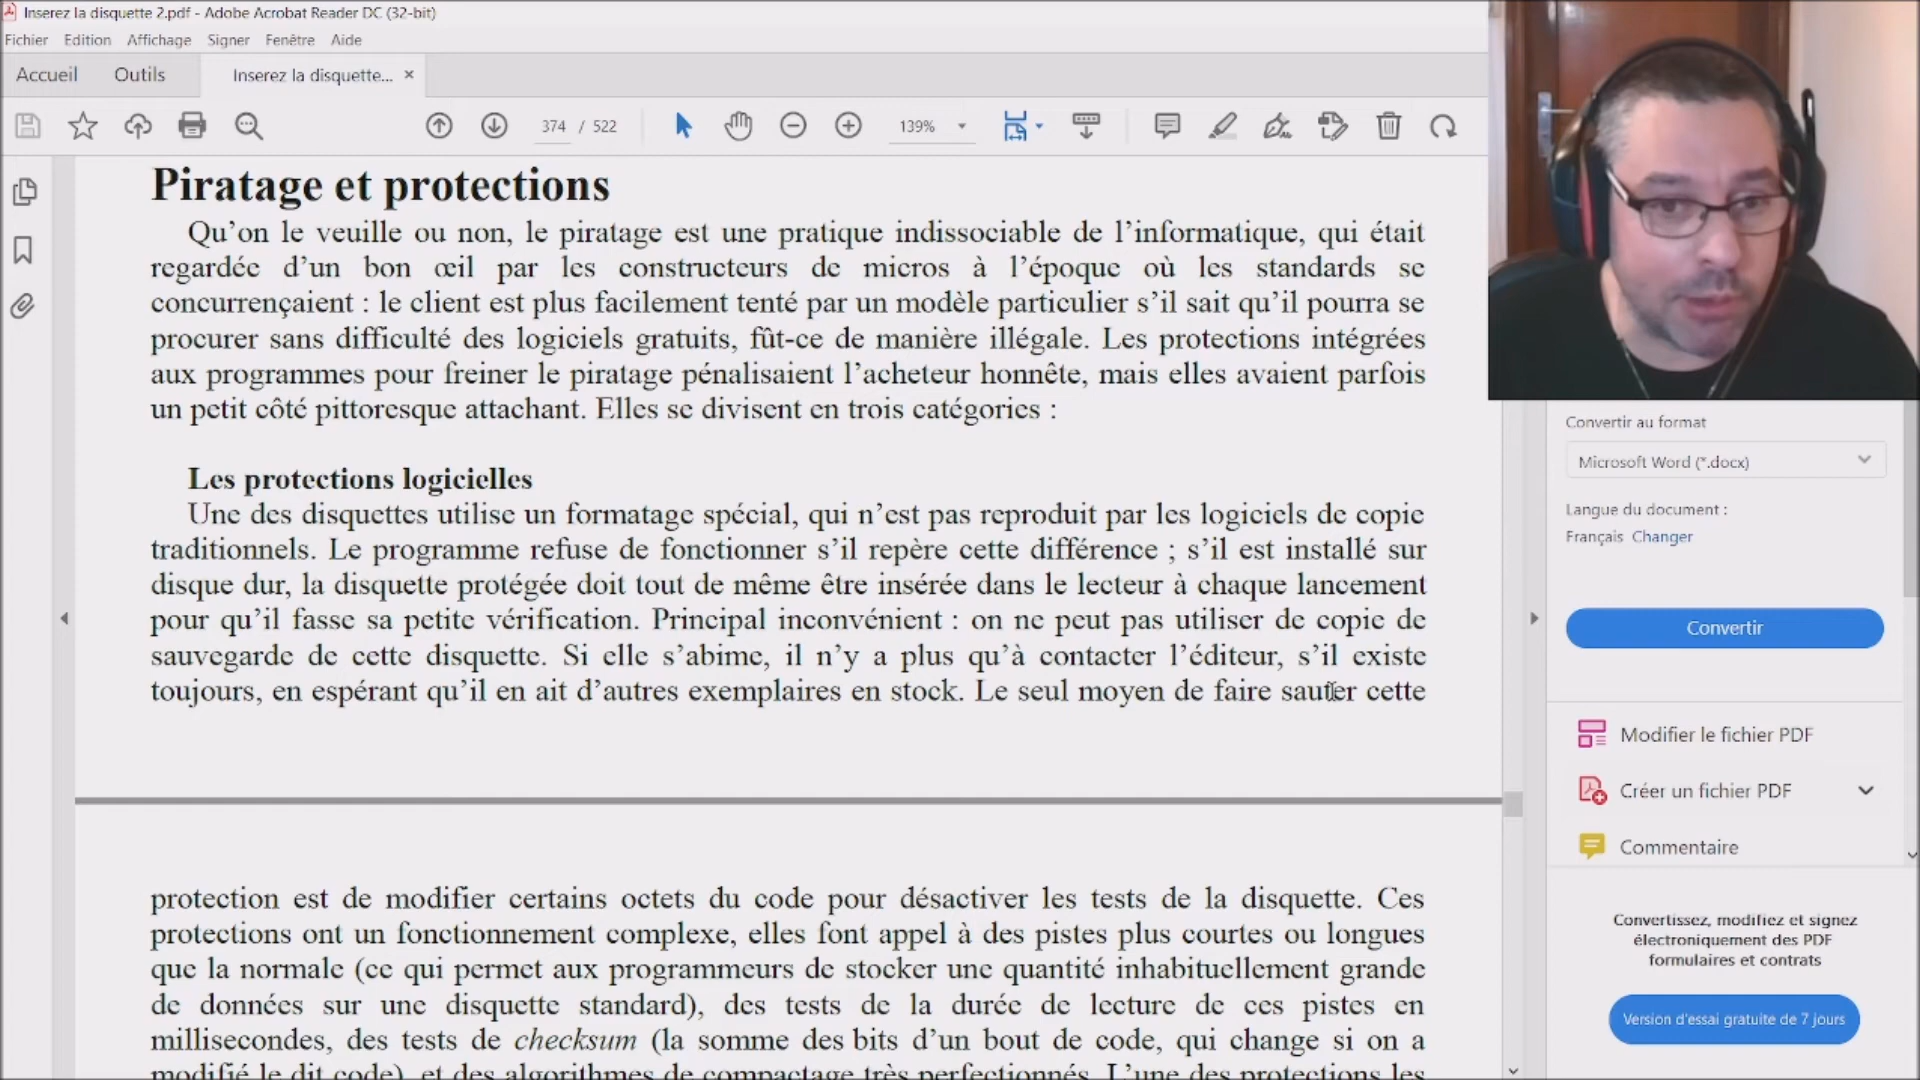 Inserez la disquette 2.pdf - Adobe Acrobat Reader DC (32-bit)
Fichier Edition Affichage Signer Fenêtre Aide
Accueil Outils Inserez la disquette... ×
374 / 522 139%
Piratage et protections
Qu'on le veuille ou non, le piratage est une pratique indissociable de l'informatique, qui était
regardée d'un bon œil par les constructeurs de micros à l'époque où les standards se
concurrençaient : le client est plus facilement tenté par un modèle particulier s'il sait qu'il pourra se
procurer sans difficulté des logiciels gratuits, fût-ce de manière illégale. Les protections intégrées
aux programmes pour freiner le piratage pénalisaient l'acheteur honnête, mais elles avaient parfois
un petit côté pittoresque attachant. Elles se divisent en trois catégories :
Les protections logicielles
Une des disquettes utilise un formatage spécial, qui n'est pas reproduit par les logiciels de copie
traditionnels. Le programme refuse de fonctionner s'il repère cette différence ; s'il est installé sur
disque dur, la disquette protégée doit tout de même être insérée dans le lecteur à chaque lancement
pour qu'il fasse sa petite vérification. Principal inconvénient : on ne peut pas utiliser de copie de
sauvegarde de cette disquette. Si elle s'abime, il n'y a plus qu'à contacter l'éditeur, s'il existe
toujours, en espérant qu'il en ait d'autres exemplaires en stock. Le seul moyen de faire sauter cette
protection est de modifier certains octets du code pour désactiver les tests de la disquette. Ces
protections ont un fonctionnement complexe, elles font appel à des pistes plus courtes ou longues
que la normale (ce qui permet aux programmeurs de stocker une quantité inhabituellement grande
de données sur une disquette standard), des tests de la durée de lecture de ces pistes en
millisecondes, des tests de checksum (la somme des bits d'un bout de code, qui change si on a
modifié le dit code), et des algorithmes de compactage très perfectionnés. L'une des protections les
Convertir au format
Microsoft Word (*.docx)
Langue du document :
Français Changer
Convertir
Modifier le fichier PDF
Créer un fichier PDF
Commentaire
Convertissez, modifiez et signez
électroniquement des PDF
formulaires et contrats
Version d'essai gratuite de 7 jours